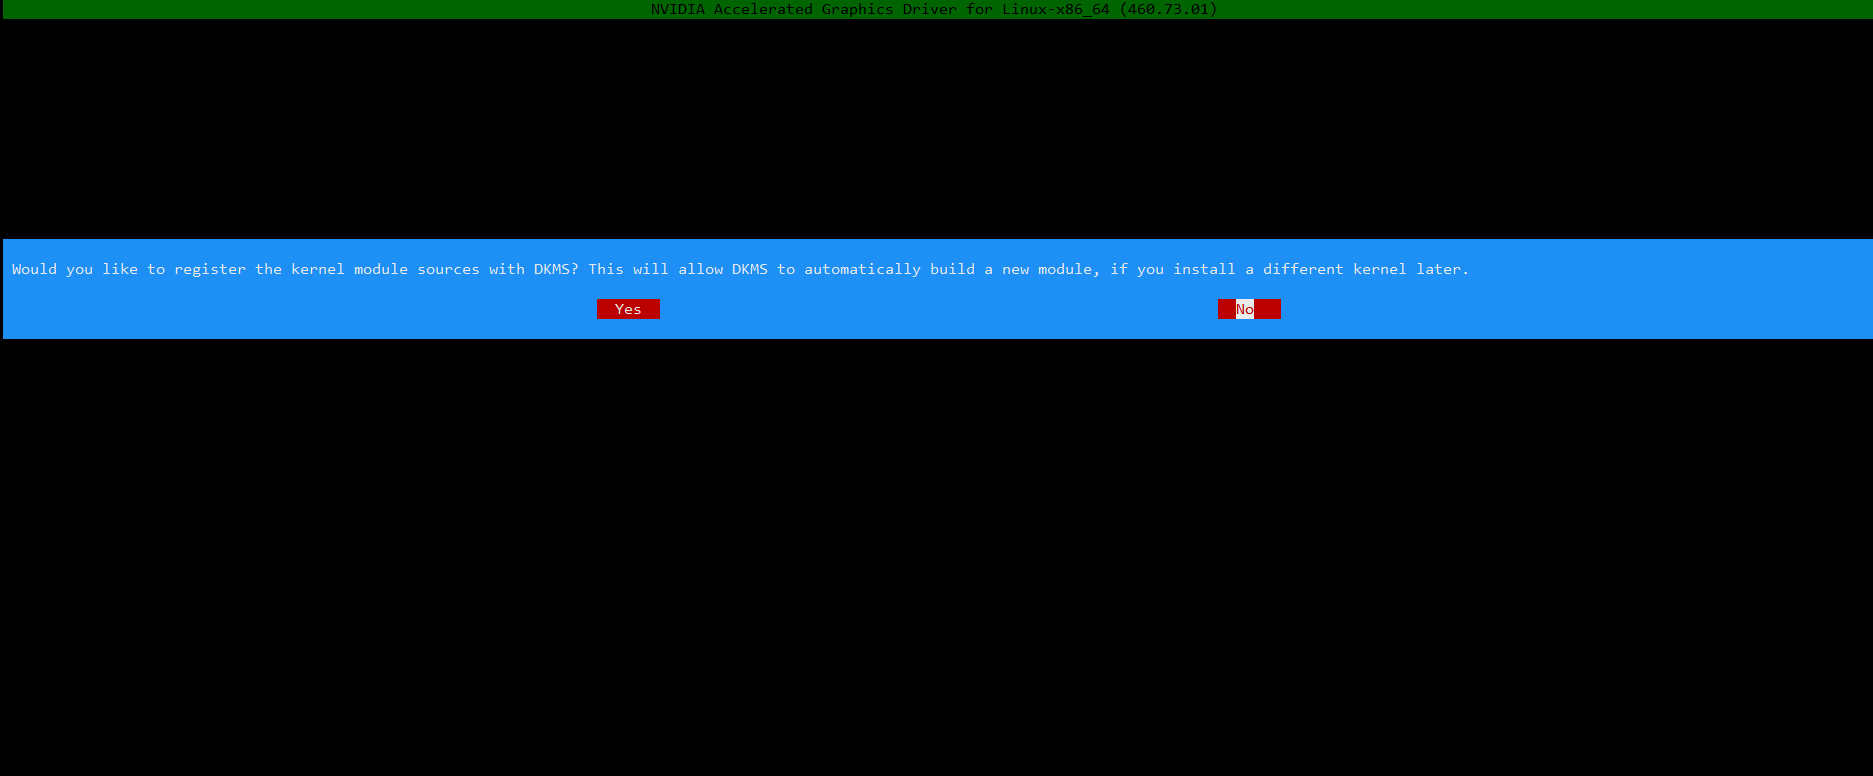 NVIDIA Accelerated Graphics Driver for Linux-x86_64 (460.73.01)
Would you like to register the kernel module sources with DKMS? This will allow DKMS to automatically build a new module, if you install a different kernel later.
Yes No